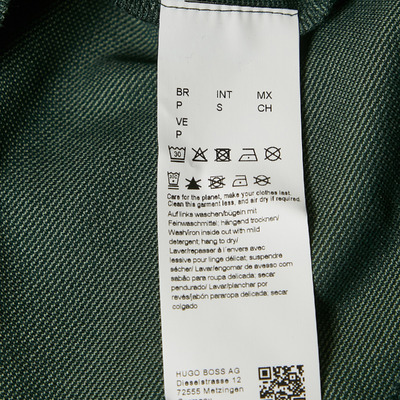 BR INT MX
P S CH
VE
P
30
Cares for the planet, make your clothes last.
Clean this garment less, and air dry if required.
Auf links waschen/bügeln mit
Feinwaschmittel; hängend trocknen/
Wash/iron inside out with mild
detergent; hang to dry/
Laver/repasser à l'envers avec
lessive pour linge délicat; suspendre
sécher/ Lavar/engomar de avesso com
sabão para roupa delicada; secar
pendurado/ Lavar/planchar por
revés/jabón pararopa delicada; secar
colgado
HUGO BOSS AG
Dieselstrasse 12
72555 Metzingen
Germany